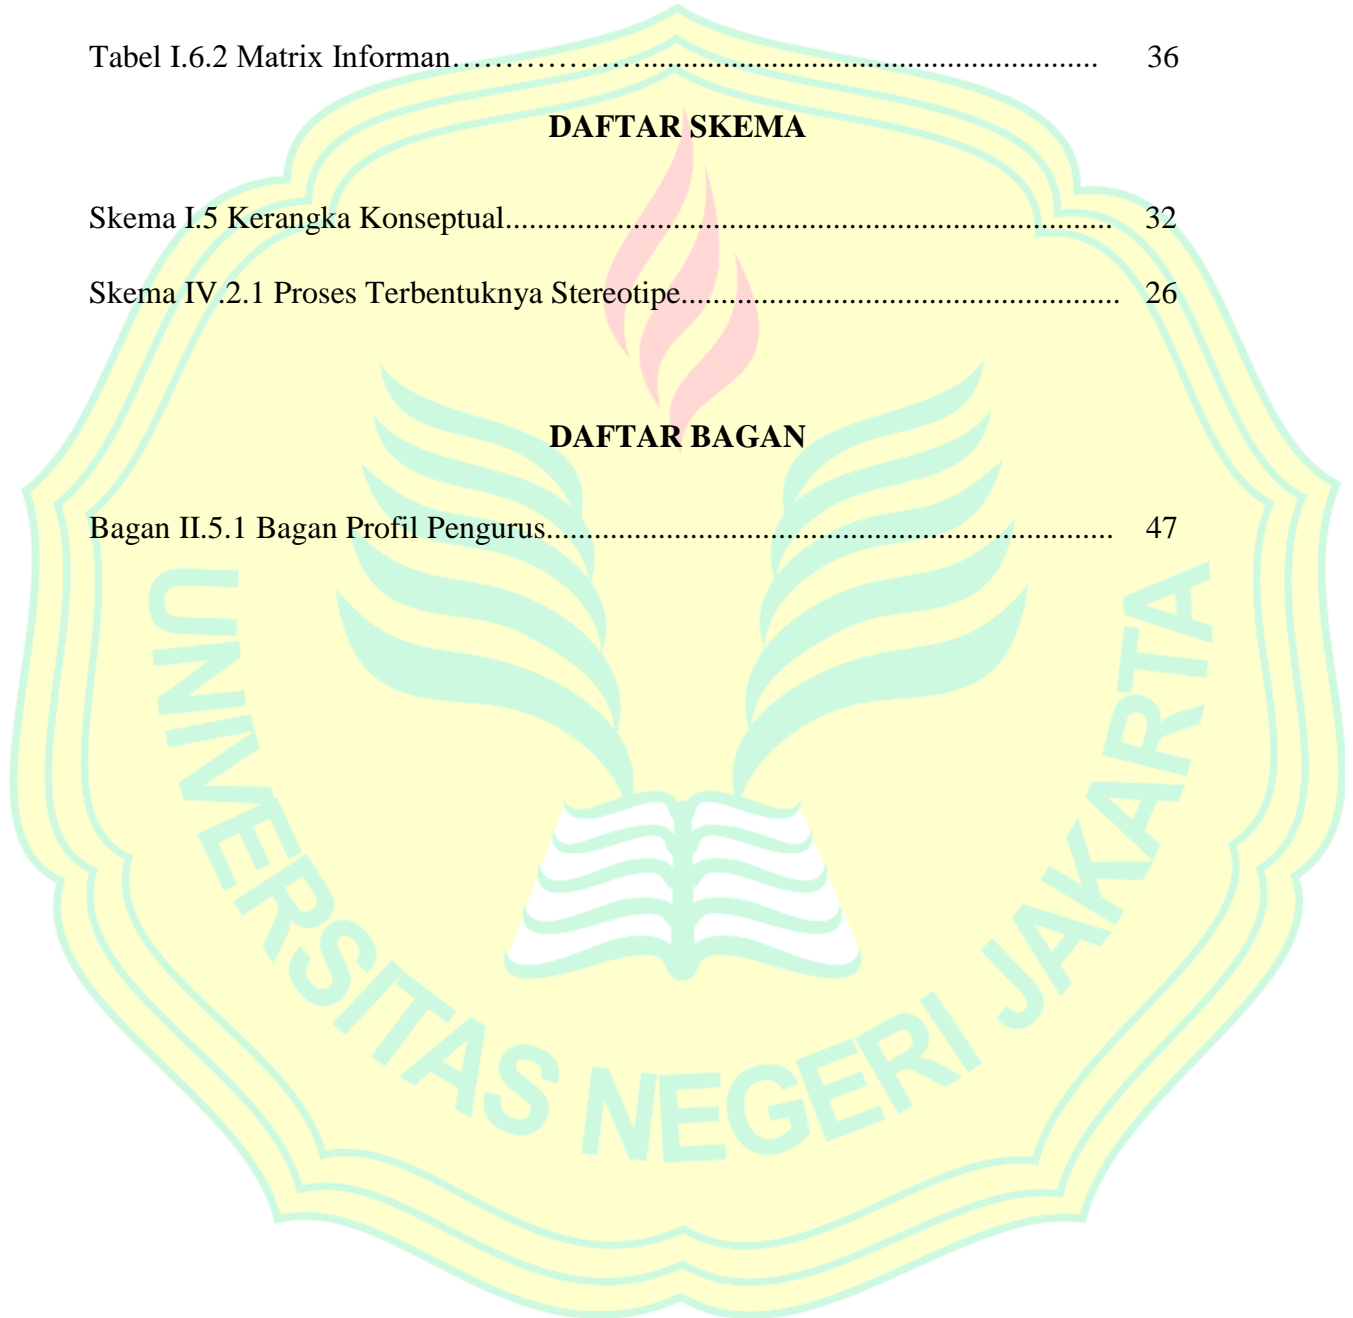 Tabel I.6.2 Matrix Informan………………….......................................................... 36
DAFTAR SKEMA
Skema I.5 Kerangka Konseptual............................................................................ 32
Skema IV.2.1 Proses Terbentuknya Stereotipe....................................................... 26
DAFTAR BAGAN
Bagan II.5.1 Bagan Profil Pengurus....................................................................... 47
UNIVERSITAS NEGERI JAKARTA